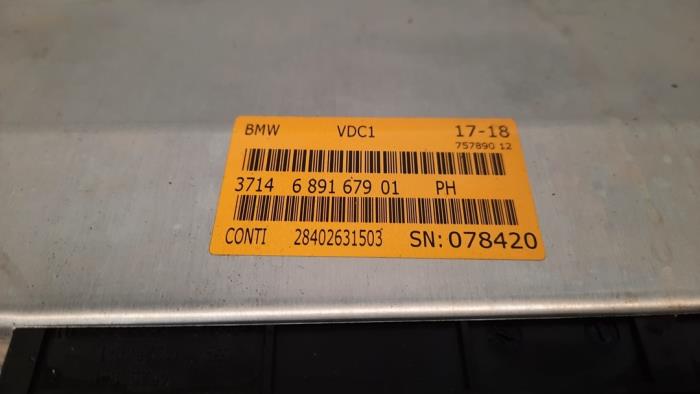 BMW VDC1 17-18
757890 12
3714 6 891 679 01 PH
CONTI 28402631503 SN: 078420